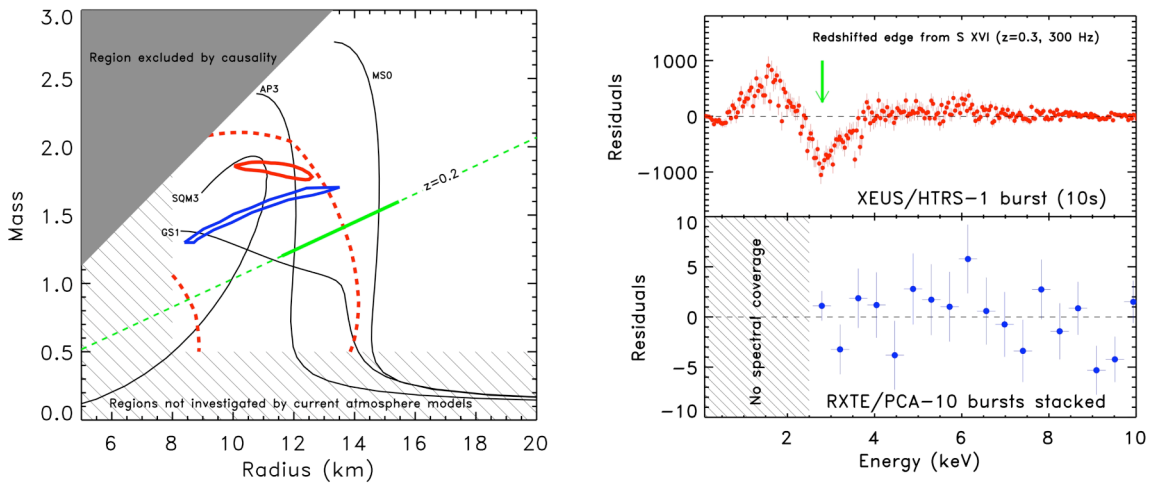 3.0
2.5
2.0
1.5
1.0
0.5
0.0
Mass
Region excluded by causality
AP3
MS0
SQM3
GS1
z=0.2
Regions not investigated by current atmosphere models
6 8 10 12 14 16 18 20
Radius (km)
Redshifted edge from S XVI (z=0.3, 300 Hz)
1000
0
-1000
Residuals
XEUS/HTRS-1 burst (10s)
10
5
0
-5
-10
Residuals
No spectral coverage
RXTE/PCA-10 bursts stacked
2 4 6 8 10
Energy (keV)